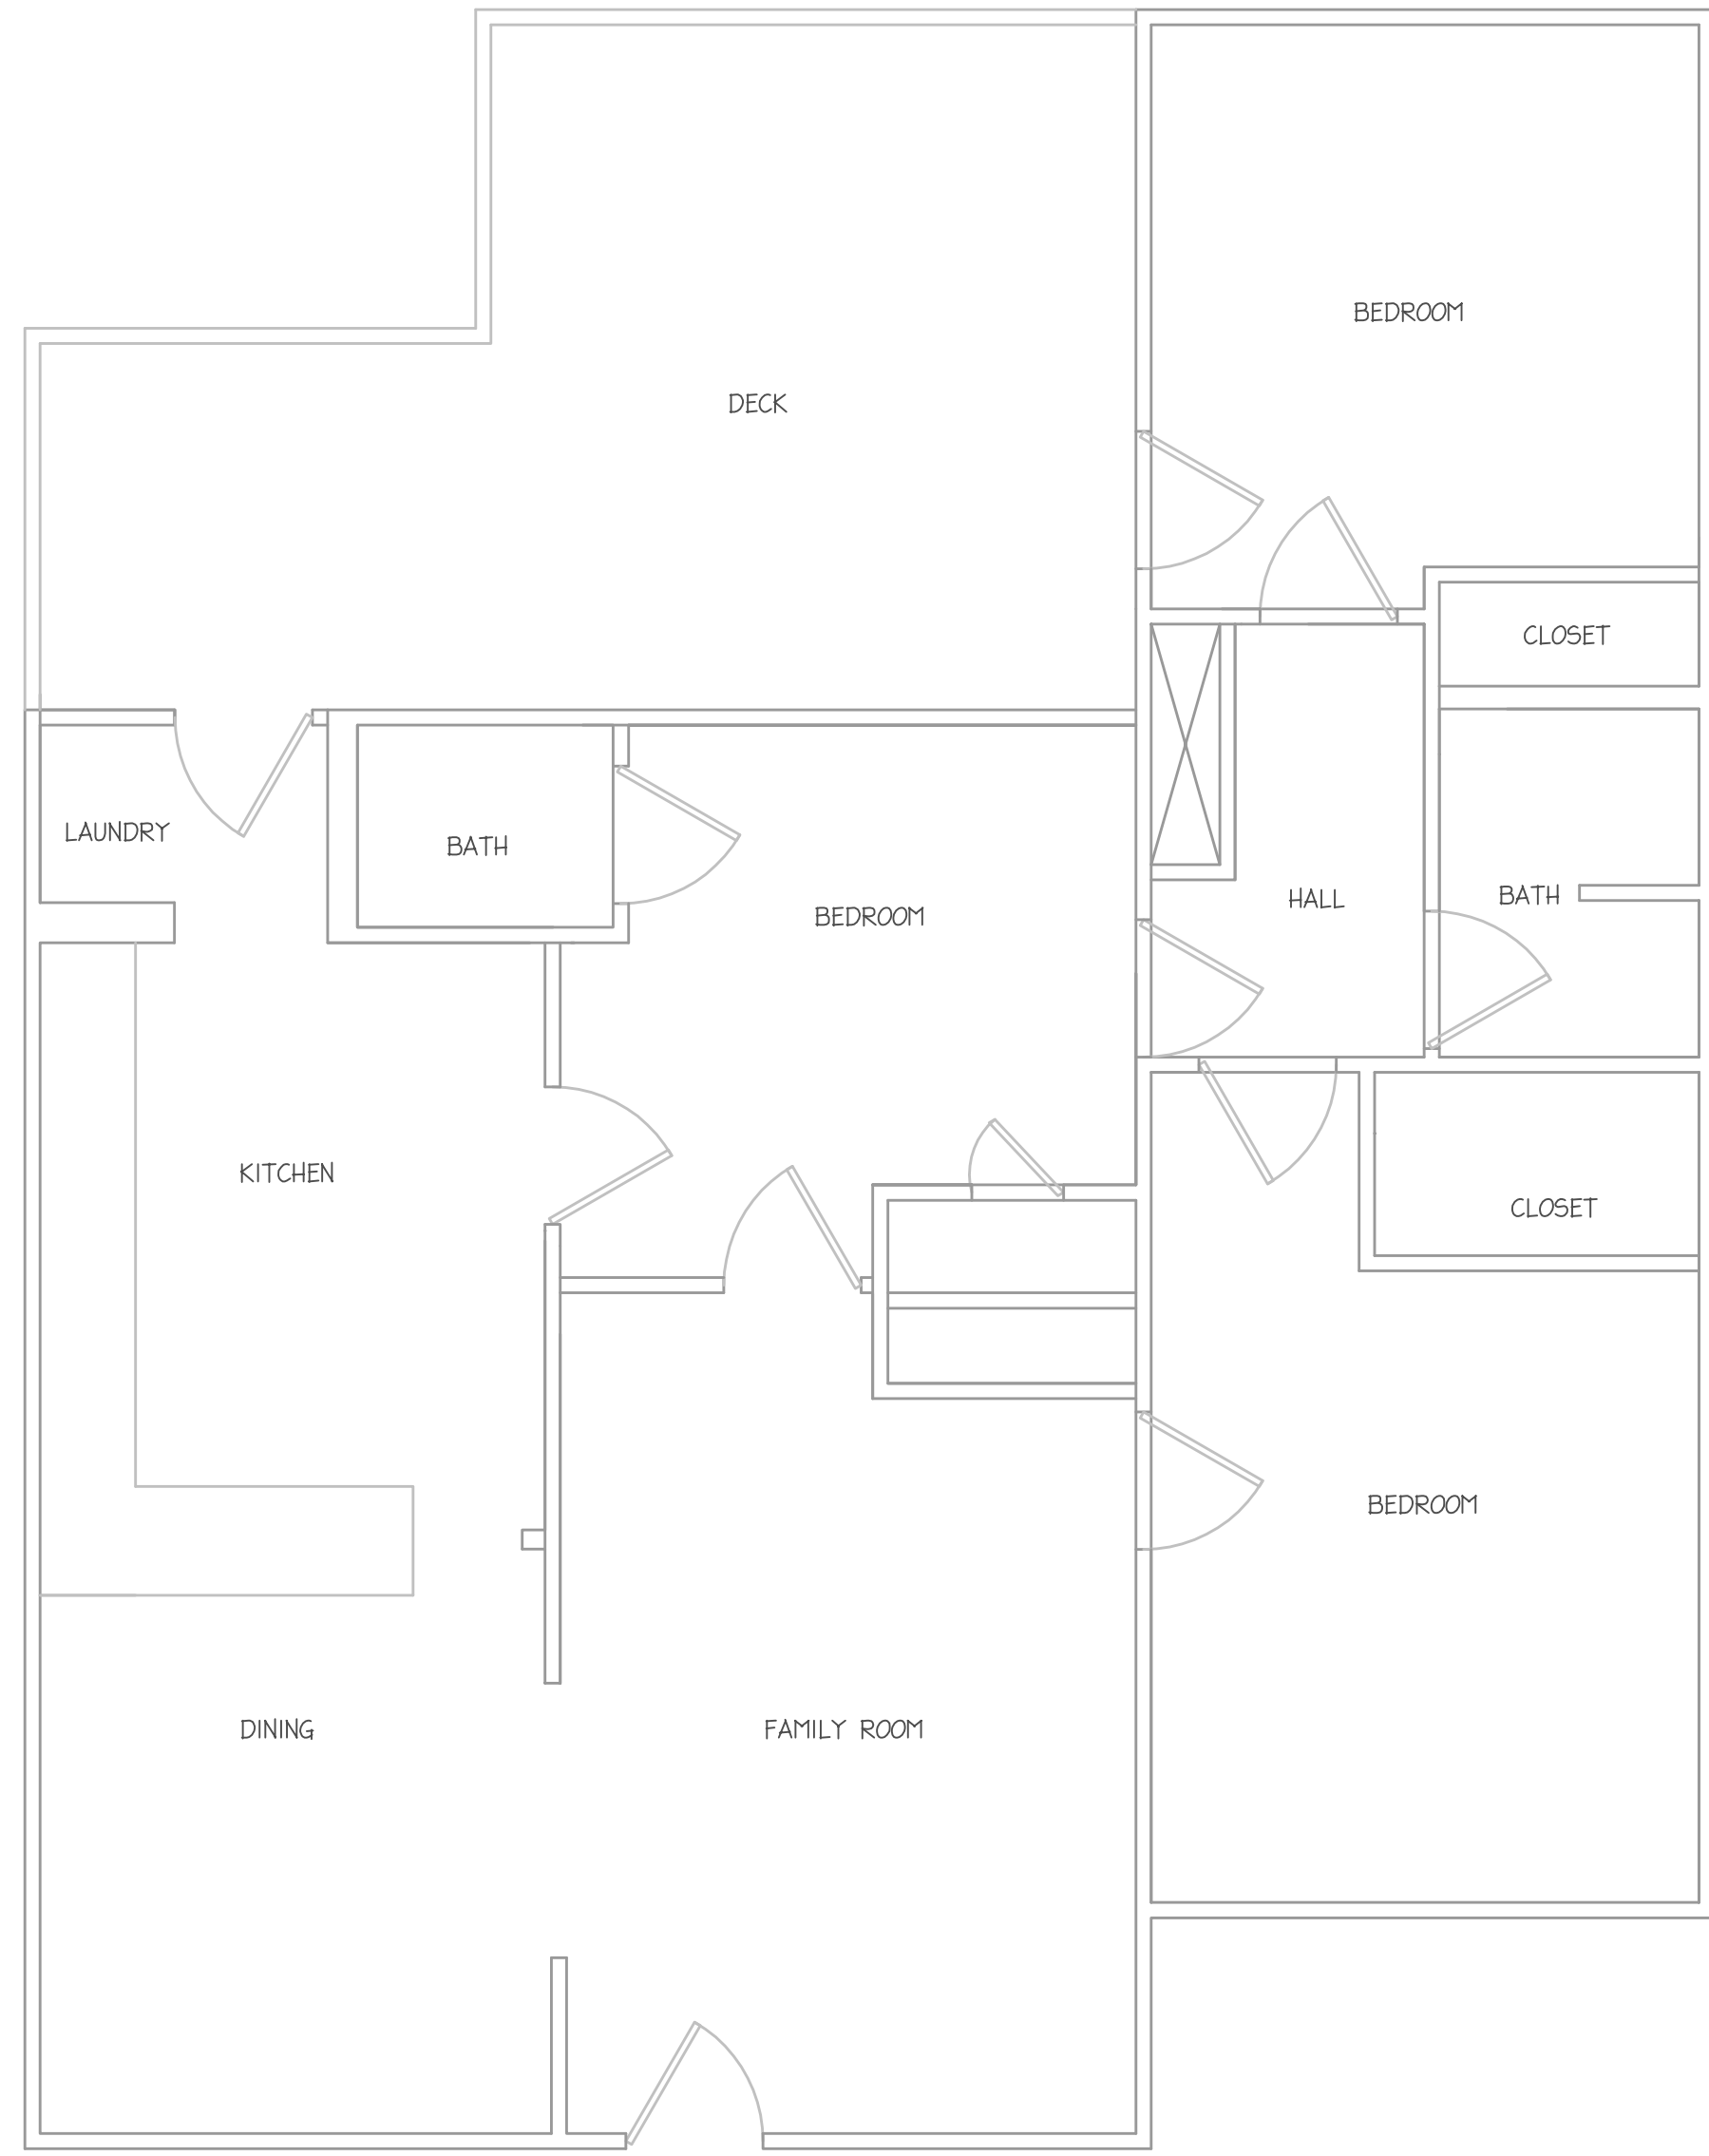 BEDROOM
DECK
CLOSET
LAUNDRY
BATH
BEDROOM
HALL
BATH
KITCHEN
CLOSET
BEDROOM
DINING
FAMILY ROOM